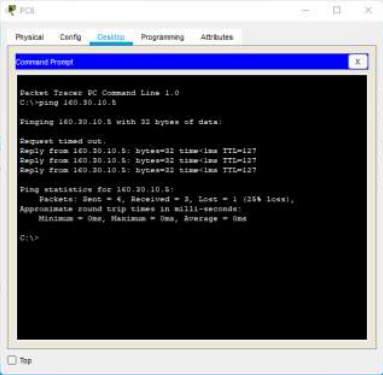 PC6
Physical Config Desktop Programming Attributes
Command Prompt
X
Packet Tracer PC Command Line 1.0
C:\>ping 160.30.10.5
Pinging 160.30.10.5 with 32 bytes of data:
Request timed out.
Reply from 160.30.10.5: bytes=32 time<1ms TTL=127
Reply from 160.30.10.5: bytes=32 time<1ms TTL=127
Reply from 160.30.10.5: bytes=32 time<1ms TTL=127
Ping statistics for 160.30.10.5:
Packets: Sent = 4, Received = 3, Lost = 1 (25% loss),
Approximate round trip times in milli-seconds:
Minimum = 0ms, Maximum = 0ms, Average = 0ms
C:\>
Top